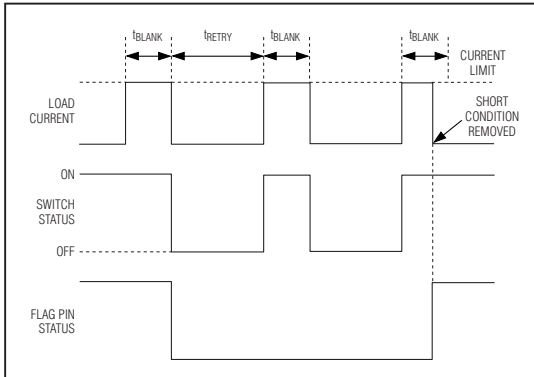 tBLANK
tRETRY
tBLANK
tBLANK
CURRENT
LIMIT
LOAD
CURRENT
SHORT
CONDITION
REMOVED
ON
SWITCH
STATUS
OFF
FLAG PIN
STATUS